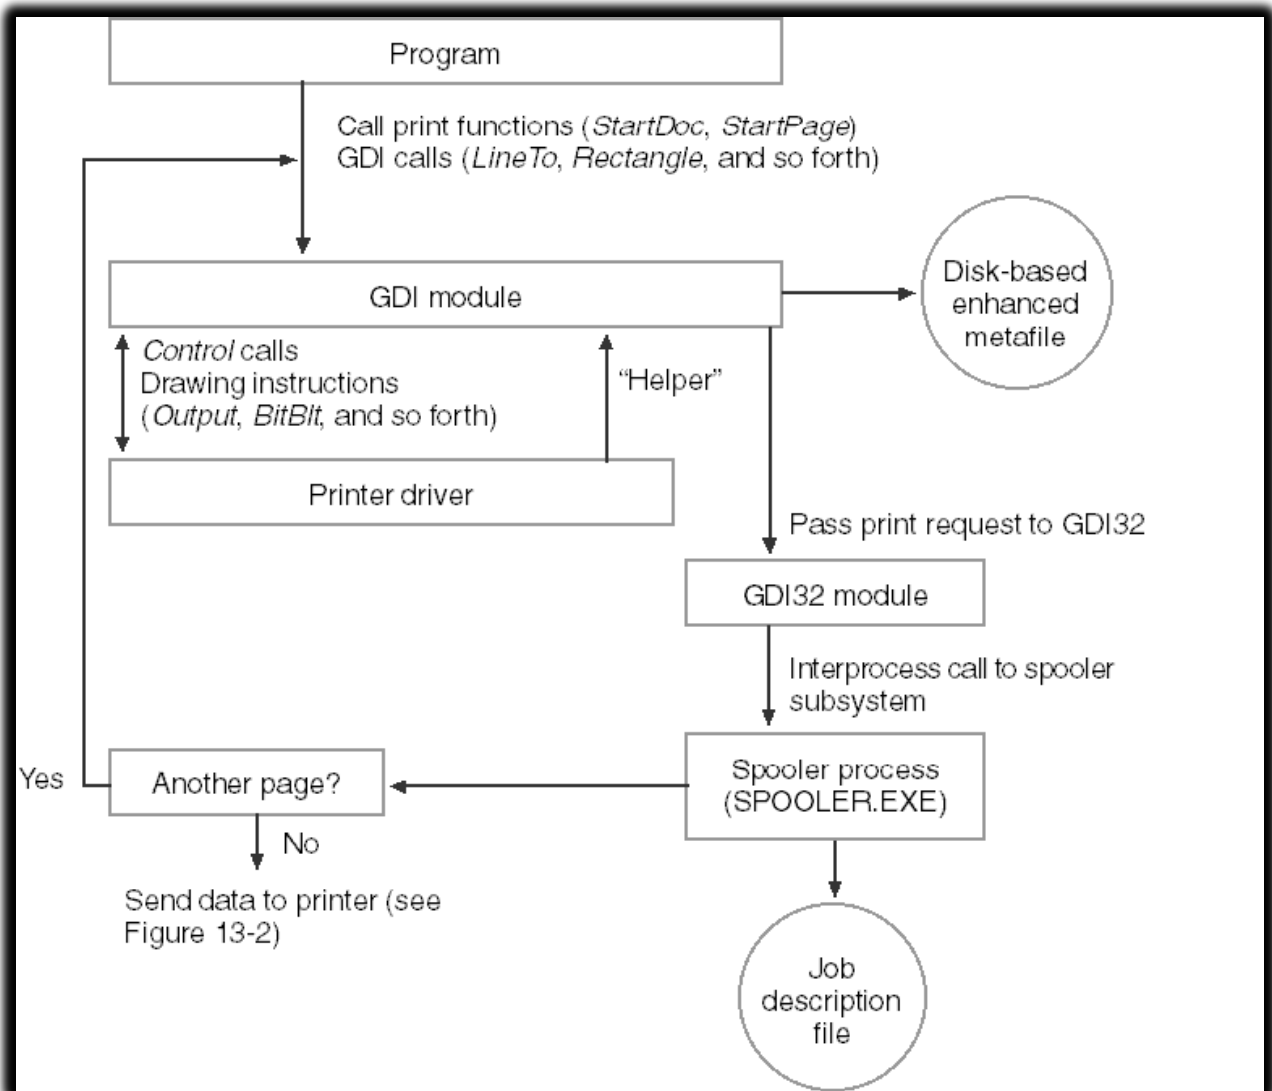 Program
Call print functions (StartDoc, StartPage)
GDI calls (LineTo, Rectangle, and so forth)
GDI module
Disk-based
enhanced
metafile
Control calls
Drawing instructions
(Output, BitBlt, and so forth)
“Helper”
Printer driver
Pass print request to GDI32
GDI32 module
Interprocess call to spooler
subsystem
Yes
Another page?
Spooler process
(SPOOLER.EXE)
No
Send data to printer (see
Figure 13-2)
Job
description
file